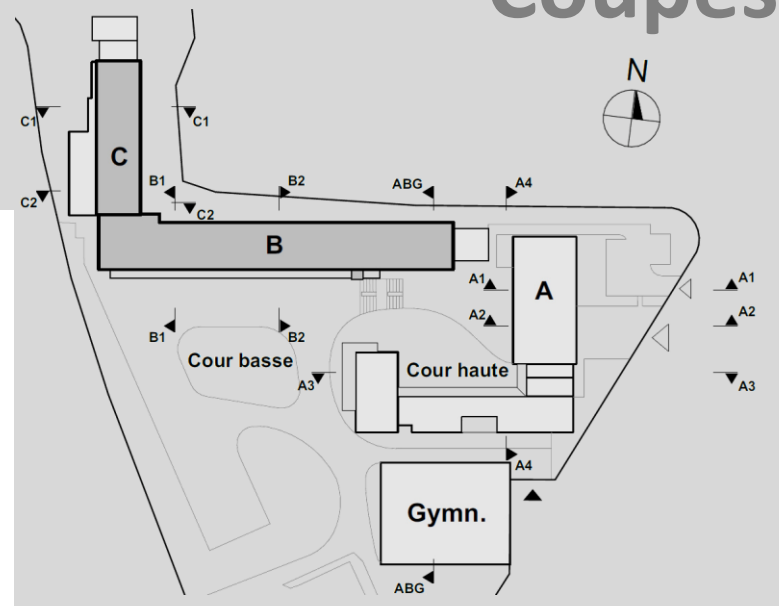 Coupes
N
C1 C1
C
B1 B2 ABG A4
C2 C2
B
A
A1 A1
A2 A2
B1 B2
Cour basse Cour haute
A3 A3
A4
Gymn.
ABG